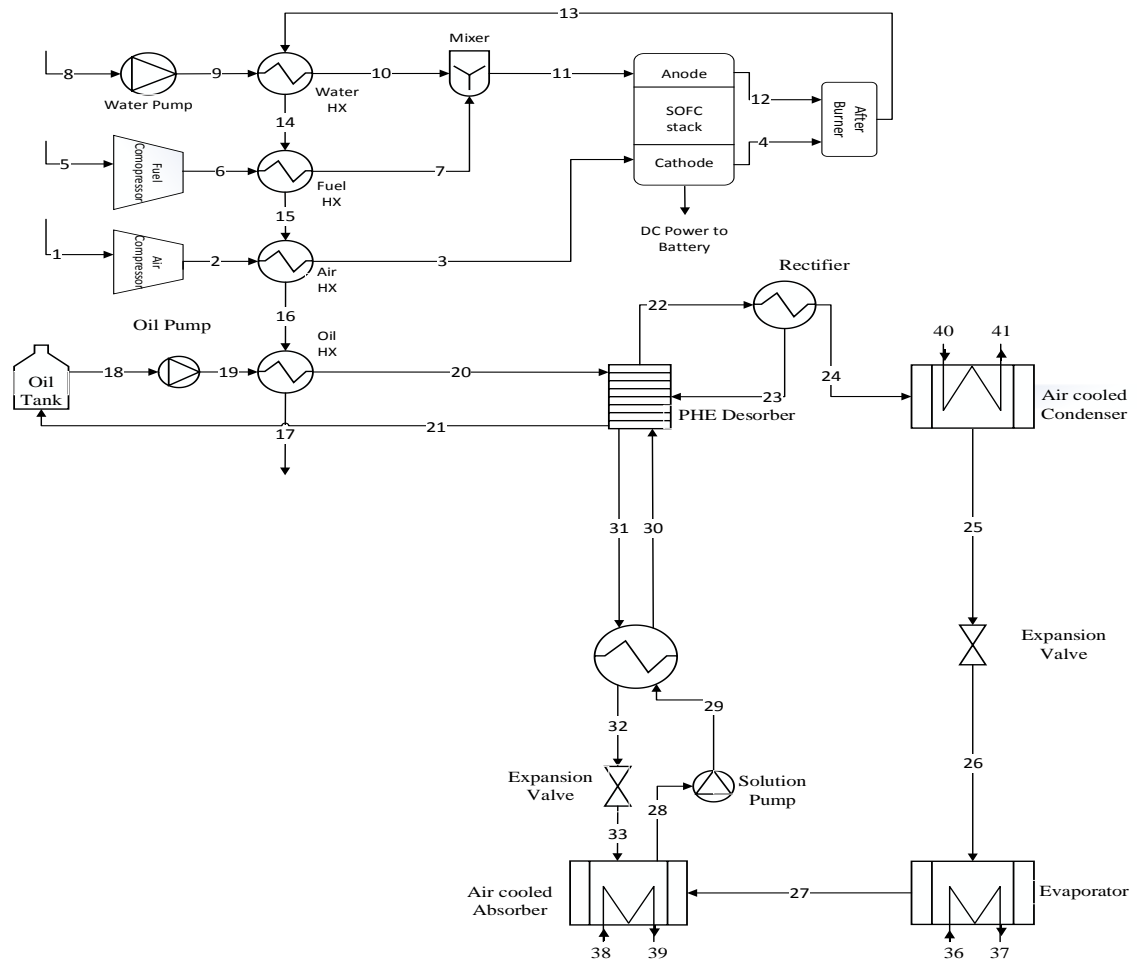 13
Mixer
8
9
10
11
Water Pump
Water
HX
Anode
SOFC
stack
Cathode
12
4
After
Burner
14
5
Fuel
Comopressor
6
7
Fuel
HX
15
DC Power to
Battery
1
Air
Compressor
2
3
Air
HX
Rectifier
16
22
Oil Pump
Oil
HX
40
41
Oil
Tank
18
19
20
23
24
PHE Desorber
Air cooled
Condenser
21
17
31
30
25
Expansion
Valve
29
32
26
Expansion
Valve
Solution
Pump
28
33
Air cooled
Absorber
27
Evaporator
38
39
36
37